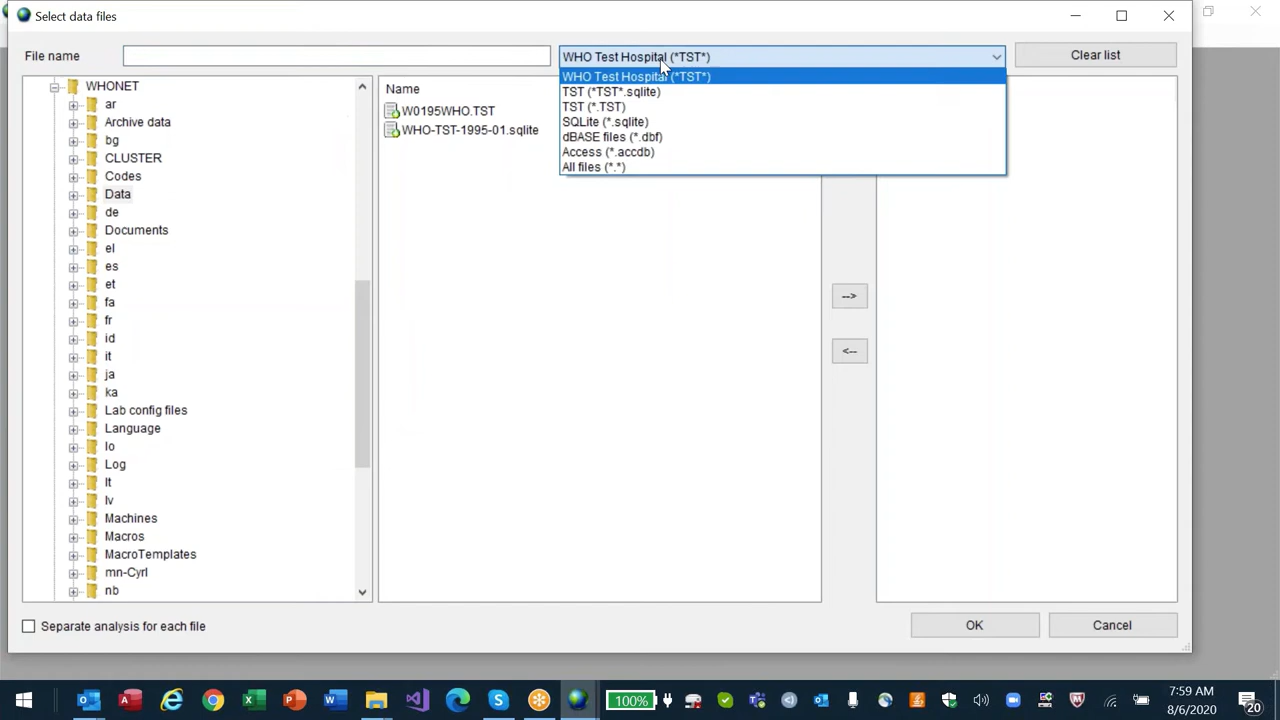 Select data files
File name
WHO Test Hospital (*TST*)
Clear list
WHO Test Hospital (*TST*)
TST (*TST*.sqlite)
TST (*.TST)
SQLite (*.sqlite)
dBASE files (*.dbf)
Access (*.accdb)
All files (*.*)
WHONET
ar
Archive data
bg
CLUSTER
Codes
Data
de
Documents
el
es
et
fa
fr
id
it
ja
ka
Lab config files
Language
lo
Log
lt
lv
Machines
Macros
MacroTemplates
mn-Cyrl
nb
Name
W0195WHO.TST
WHO-TST-1995-01.sqlite
-->
<--
Separate analysis for each file
OK
Cancel
100%
7:59 AM
8/6/2020
20